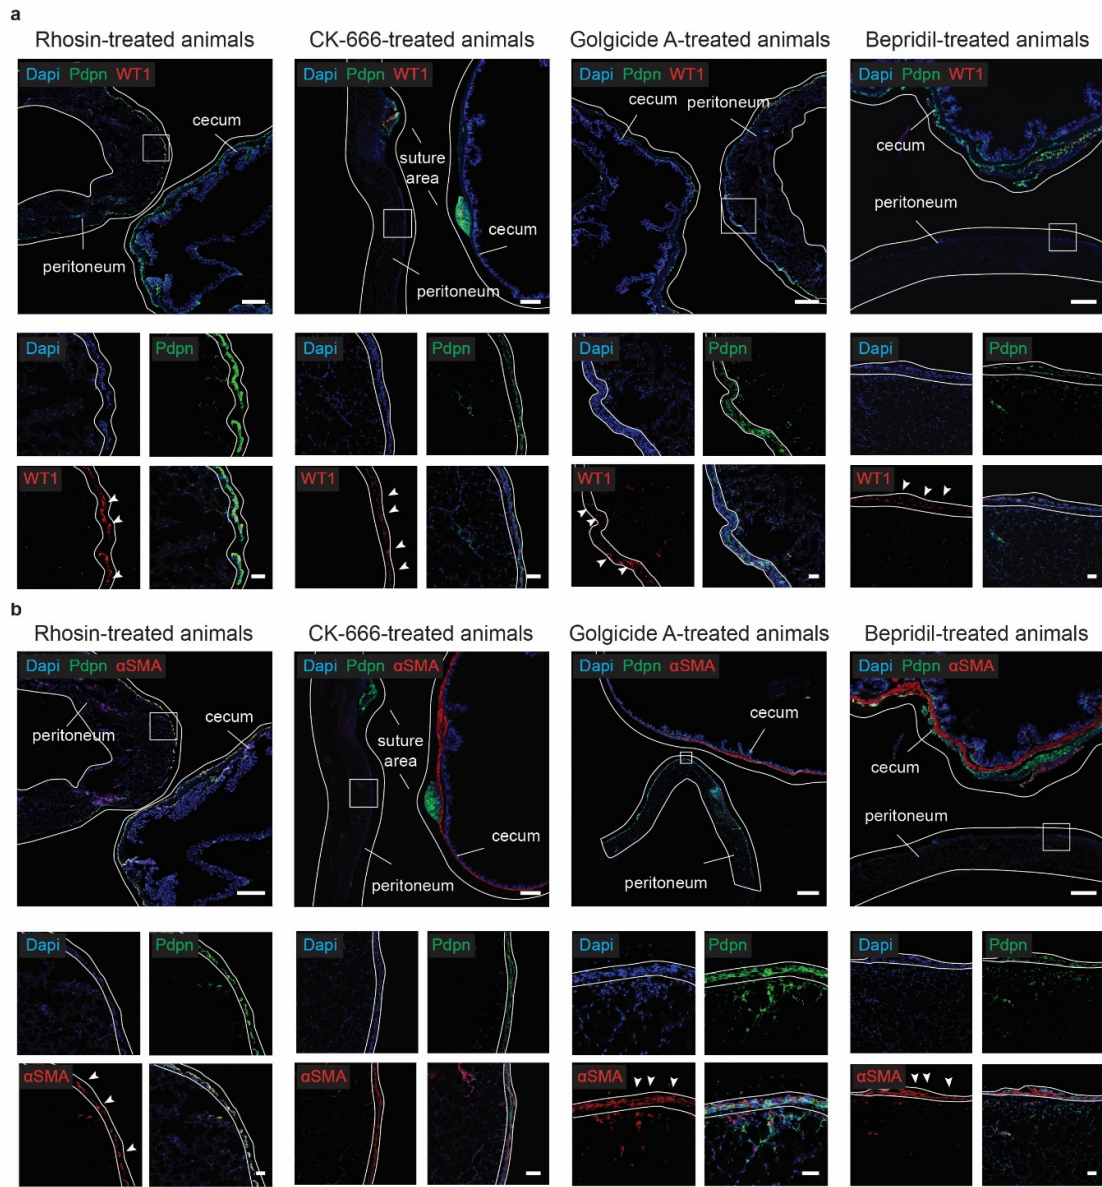 a
Rhosin-treated animals
CK-666-treated animals
Golgicide A-treated animals
Bepridil-treated animals
Dapi Pdpn WT1
cecum
peritoneum
Dapi Pdpn WT1
suture
area
cecum
peritoneum
Dapi Pdpn WT1
cecum
peritoneum
Dapi Pdpn WT1
cecum
peritoneum
Dapi
Pdpn
Dapi
Pdpn
Dapi
Pdpn
Dapi
Pdpn
WT1
WT1
WT1
WT1
b
Rhosin-treated animals
CK-666-treated animals
Golgicide A-treated animals
Bepridil-treated animals
Dapi Pdpn αSMA
peritoneum
cecum
Dapi Pdpn αSMA
suture
area
cecum
peritoneum
Dapi Pdpn αSMA
cecum
peritoneum
Dapi Pdpn αSMA
cecum
peritoneum
Dapi
Pdpn
Dapi
Pdpn
Dapi
Pdpn
Dapi
Pdpn
αSMA
αSMA
αSMA
αSMA